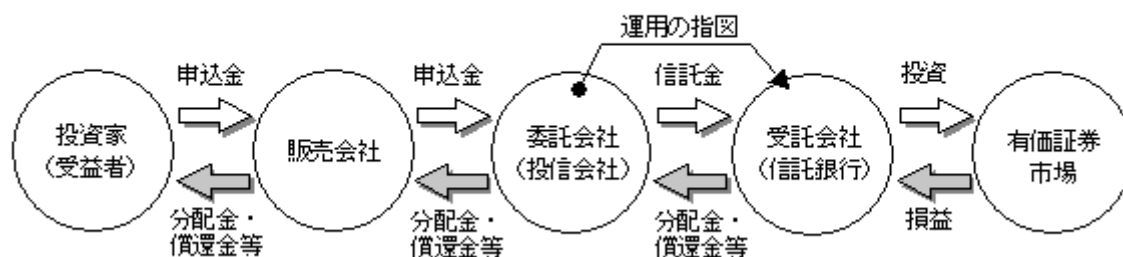 運用の指図
申込金
申込金
信託金
投資
投資家
(受益者)
販売会社
委託会社
(投信会社)
受託会社
(信託銀行)
有価証券
市場
分配金・
償還金等
分配金・
償還金等
分配金・
償還金等
損益